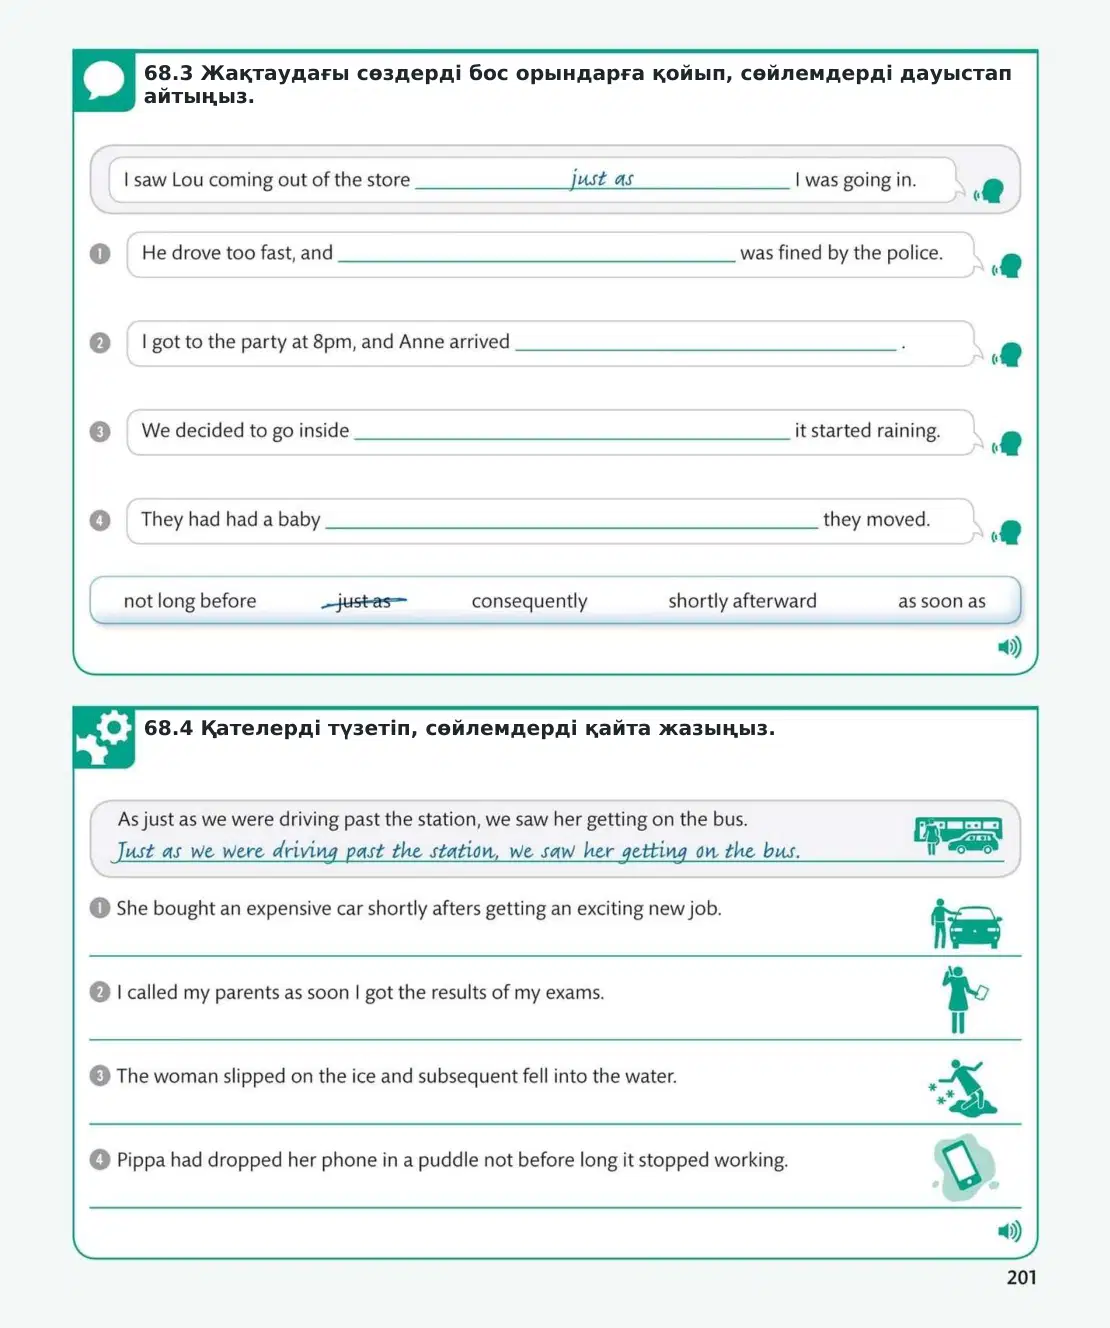 68.3 Жақтаудағы сөздерді бос орындарға қойып, сөйлемдерді дауыстап
айтыңыз.
I saw Lou coming out of the store just as I was going in.
1 He drove too fast, and ____ was fined by the police.
2 I got to the party at 8pm, and Anne arrived ____ .
3 We decided to go inside ____ it started raining.
4 They had had a baby ____ they moved.
not long before just as consequently shortly afterward as soon as
68.4 Қателерді түзетіп, сөйлемдерді қайта жазыңыз.
As just as we were driving past the station, we saw her getting on the bus.
Just as we were driving past the station, we saw her getting on the bus.
1 She bought an expensive car shortly afters getting an exciting new job.
2 I called my parents as soon I got the results of my exams.
3 The woman slipped on the ice and subsequent fell into the water.
4 Pippa had dropped her phone in a puddle not before long it stopped working.
201